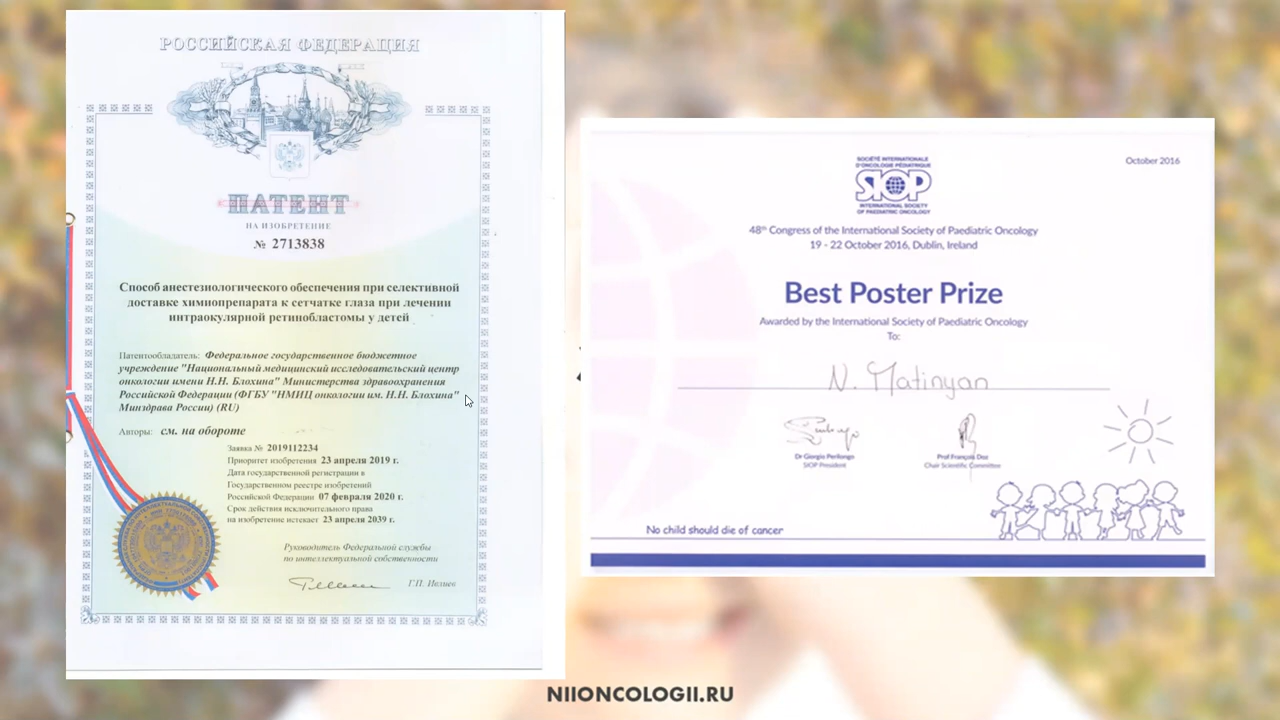 РОССИЙСКАЯ ФЕДЕРАЦИЯ
ПАТЕНТ
НА ИЗОБРЕТЕНИЕ
№ 2713838
Способ анестезиологического обеспечения при селективной
доставке химиопрепарата к сетчатке глаза при лечении
интраокулярной ретинобластомы у детей
Патентообладатель: Федеральное государственное бюджетное
учреждение "Национальный медицинский исследовательский центр
онкологии имени Н.Н. Блохина" Министерства здравоохранения
Российской Федерации (ФГБУ "НМИЦ онкологии им. Н.Н. Блохина"
Минздрава России) (RU)
Авторы: см. на обороте
Заявка № 2019112234
Приоритет изобретения 23 апреля 2019 г.
Дата государственной регистрации в
Государственном реестре изобретений
Российской Федерации 07 февраля 2020 г.
Срок действия исключительного права
на изобретение истекает 23 апреля 2039 г.
Руководитель Федеральной службы
по интеллектуальной собственности
Г.П. Ивлиев
SOCIÉTÉ INTERNATIONALE
D'ONCOLOGIE PÉDIATRIQUE
SIOP
INTERNATIONAL SOCIETY
OF PAEDIATRIC ONCOLOGY
October 2016
48th Congress of the International Society of Paediatric Oncology
19 - 22 October 2016, Dublin, Ireland
Best Poster Prize
Awarded by the International Society of Paediatric Oncology
To:
N. Matinyan
Dr Giorgio Perilongo
SIOP President
Prof François Doz
Chair Scientific Committee
No child should die of cancer
NIIONCOLOGII.RU